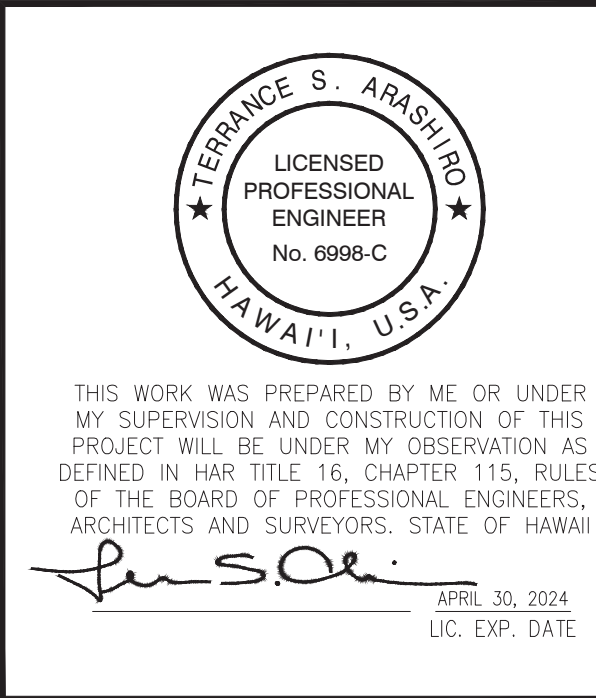 TERRANCE S. ARASHIRO
LICENSED
PROFESSIONAL
ENGINEER
No. 6998-C
HAWAI'I, U.S.A.
THIS WORK WAS PREPARED BY ME OR UNDER
MY SUPERVISION AND CONSTRUCTION OF THIS
PROJECT WILL BE UNDER MY OBSERVATION AS
DEFINED IN HAR TITLE 16, CHAPTER 115, RULES
OF THE BOARD OF PROFESSIONAL ENGINEERS,
ARCHITECTS AND SURVEYORS. STATE OF HAWAII
APRIL 30, 2024
LIC. EXP. DATE